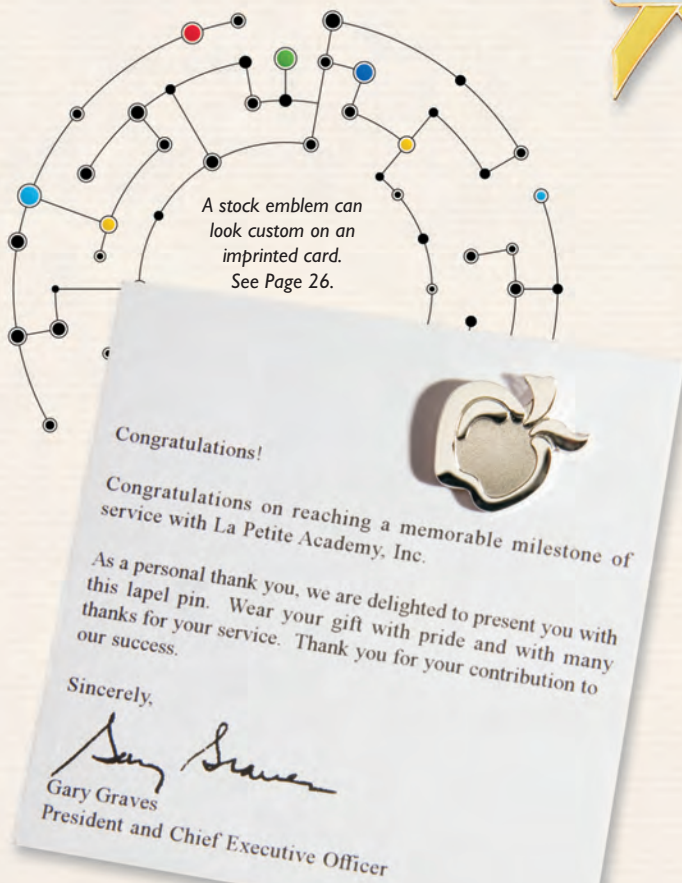 A stock emblem can
look custom on an
imprinted card.
See Page 26.
Congratulations!
Congratulations on reaching a memorable milestone of
service with La Petite Academy, Inc.
As a personal thank you, we are delighted to present you with
this lapel pin. Wear your gift with pride and with many
thanks for your service. Thank you for your contribution to
our success.
Sincerely,
Gary Graves
Gary Graves
President and Chief Executive Officer